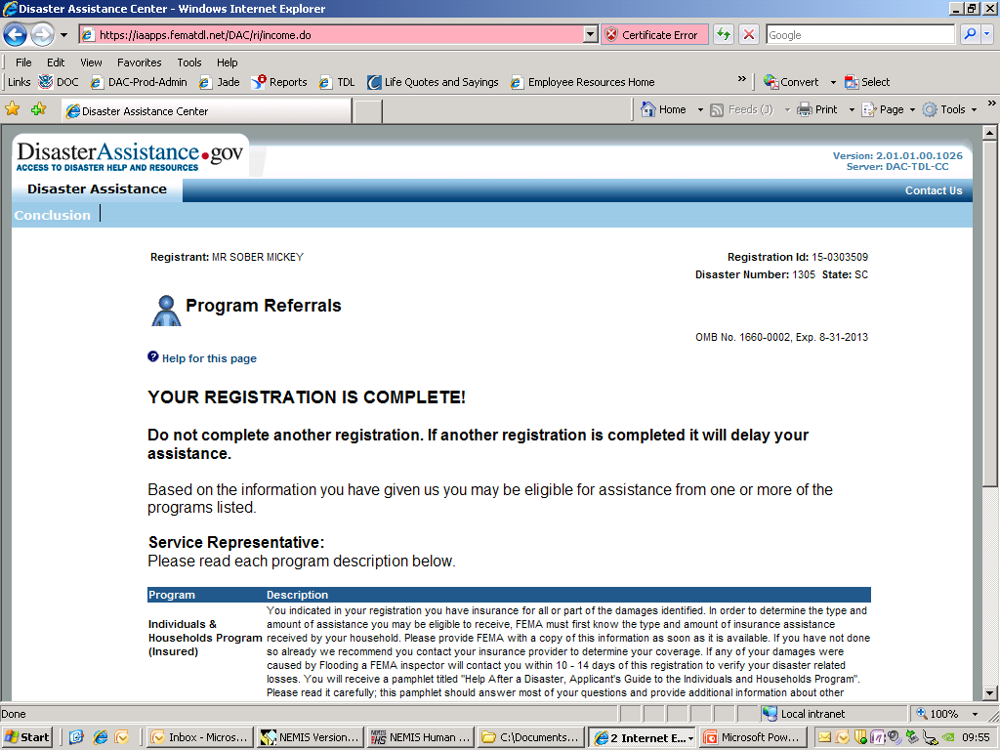 Disaster Assistance Center - Windows Internet Explorer
https://iaapps.fematdl.net/DAC/ri/income.do
Certificate Error
Google
File Edit View Favorites Tools Help
Links DOC DAC-Prod-Admin Jade Reports TDL Life Quotes and Sayings Employee Resources Home » Convert Select
Disaster Assistance Center
Home Feeds (J) Print Page Tools »
DisasterAssistance.gov
ACCESS TO DISASTER HELP AND RESOURCES
Version: 2.01.01.00.1026
Server: DAC-TDL-CC
Disaster Assistance
Contact Us
Conclusion
Registrant: MR SOBER MICKEY
Registration Id: 15-0303509
Disaster Number: 1305 State: SC
Program Referrals
OMB No. 1660-0002, Exp. 8-31-2013
Help for this page
YOUR REGISTRATION IS COMPLETE!
Do not complete another registration. If another registration is completed it will delay your
assistance.
Based on the information you have given us you may be eligible for assistance from one or more of the
programs listed.
Service Representative:
Please read each program description below.
Program Description
Individuals &
Households Program
(Insured)
You indicated in your registration you have insurance for all or part of the damages identified. In order to determine the type and
amount of assistance you may be eligible to receive, FEMA must first know the type and amount of insurance assistance
received by your household. Please provide FEMA with a copy of this information as soon as it is available. If you have not done
so already we recommend you contact your insurance provider to determine your coverage. If any of your damages were
caused by Flooding a FEMA inspector will contact you within 10 - 14 days of this registration to verify your disaster related
losses. You will receive a pamphlet titled "Help After a Disaster, Applicant's Guide to the Individuals and Households Program".
Please read it carefully; this pamphlet should answer most of your questions and provide additional information about other
Done
Local intranet
100%
Start
Inbox - Micros...
NEMIS Version...
NEMIS Human ...
C:\Documents...
2 Internet E...
Microsoft Pow...
09:55